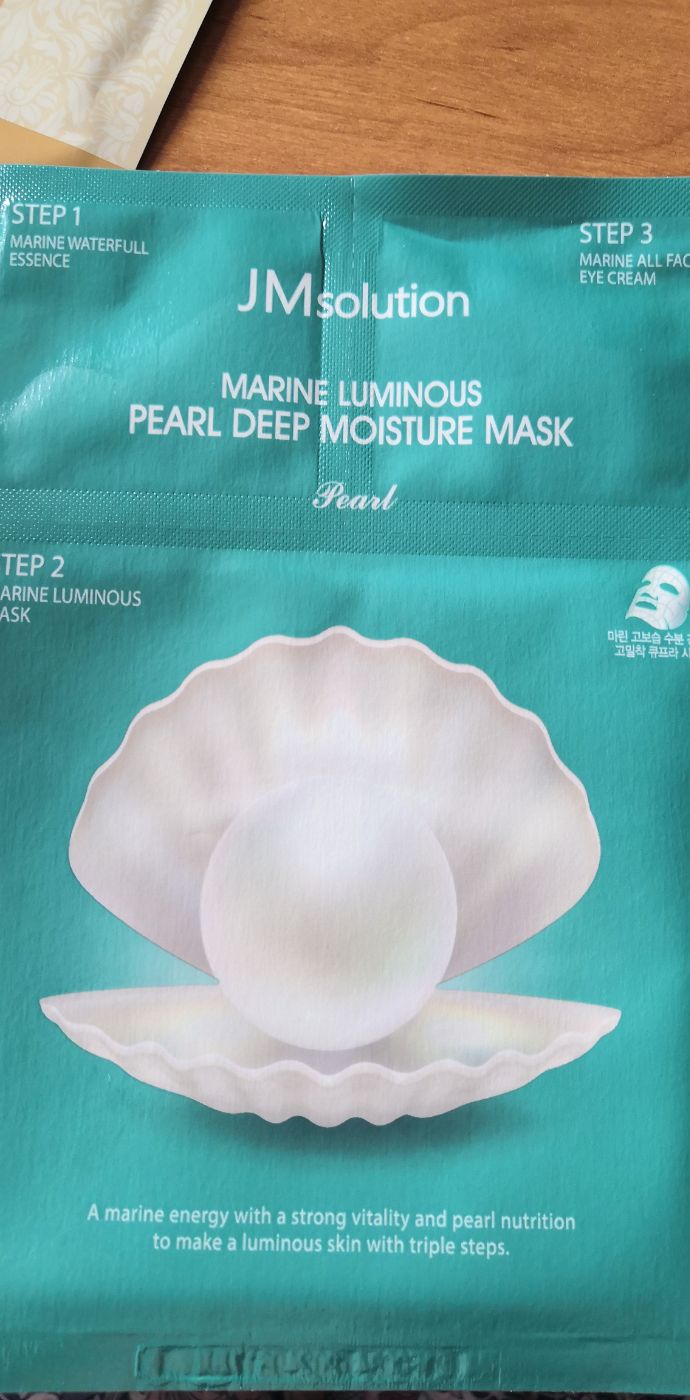 STEP 1
MARINE WATERFULL
ESSENCE
STEP 3
MARINE ALL FAC
EYE CREAM
JMsolution
MARINE LUMINOUS
PEARL DEEP MOISTURE MASK
Pearl
TEP 2
ARINE LUMINOUS
ASK
마린 고보습 수분
고밀착 큐프라
A marine energy with a strong vitality and pearl nutrition
to make a luminous skin with triple steps.